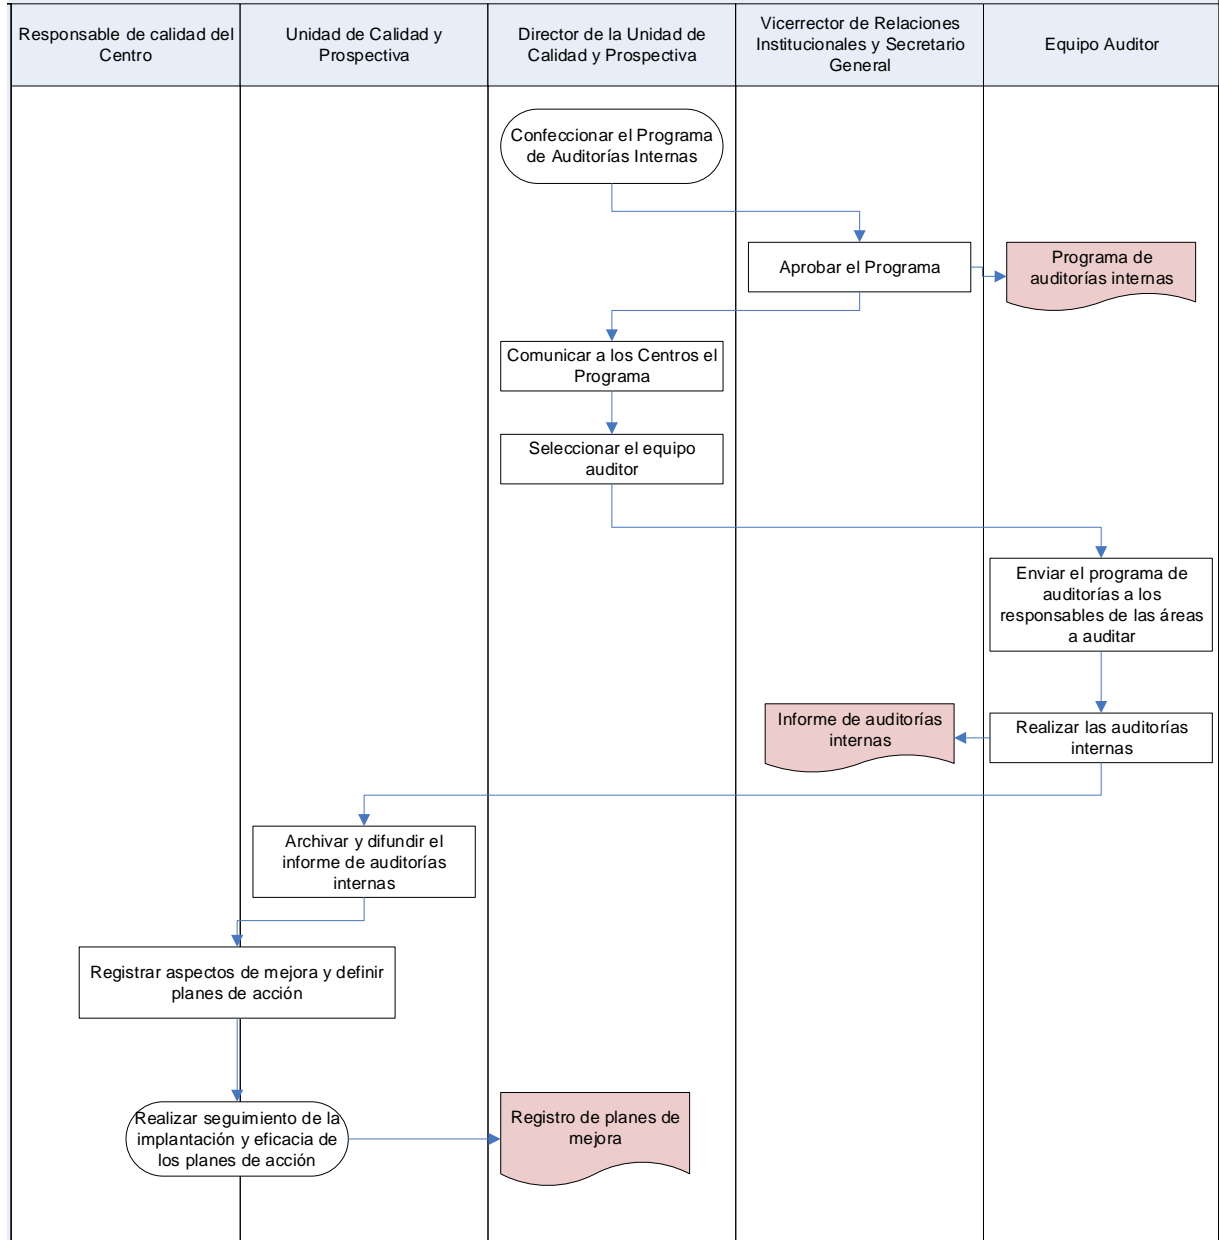 Responsable de calidad del
Centro
Unidad de Calidad y
Prospectiva
Director de la Unidad de
Calidad y Prospectiva
Vicerrector de Relaciones
Institucionales y Secretario
General
Equipo Auditor
Confeccionar el Programa
de Auditorías Internas
Aprobar el Programa
Programa de
auditorías internas
Comunicar a los Centros el
Programa
Seleccionar el equipo
auditor
Enviar el programa de
auditorías a los
responsables de las áreas
a auditar
Informe de auditorías
internas
Realizar las auditorías
internas
Archivar y difundir el
informe de auditorías
internas
Registrar aspectos de mejora y definir
planes de acción
Realizar seguimiento de la
implantación y eficacia de
los planes de acción
Registro de planes de
mejora